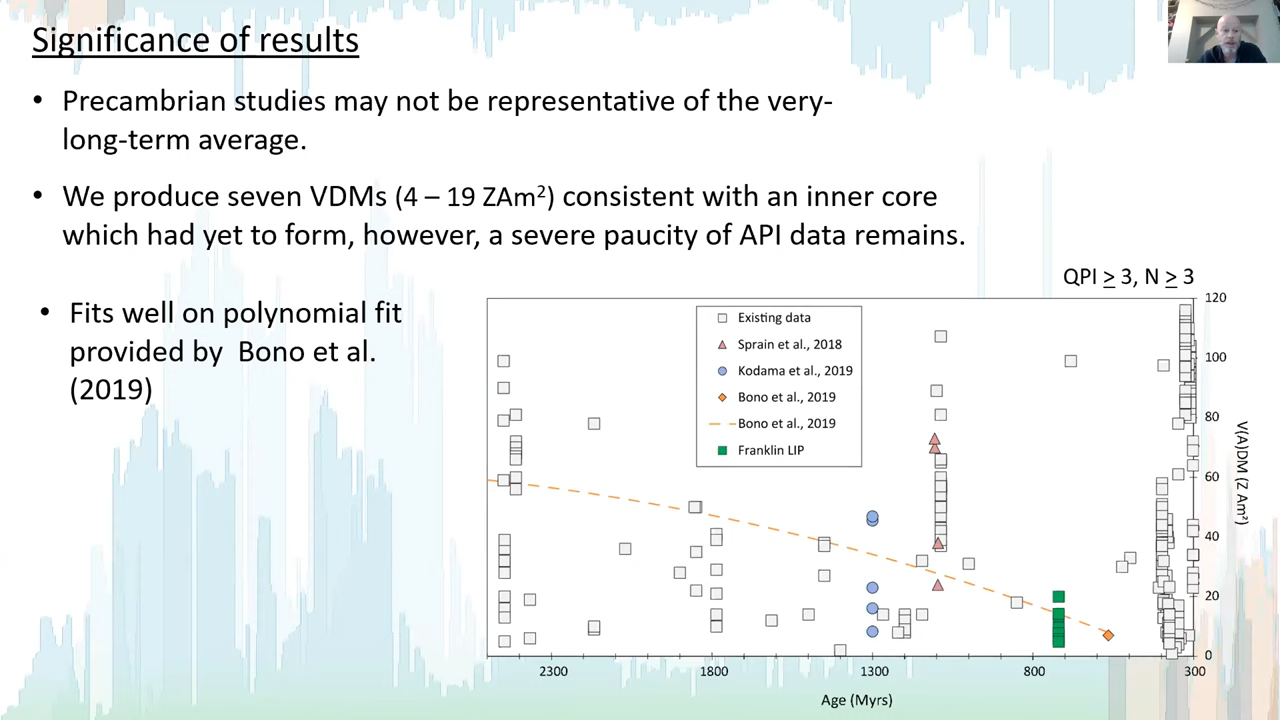 Significance of results
• Precambrian studies may not be representative of the very-
long-term average.
• We produce seven VDMs (4 – 19 ZAm²) consistent with an inner core
which had yet to form, however, a severe paucity of API data remains.
• Fits well on polynomial fit
provided by Bono et al.
(2019)
QPI ≥ 3, N ≥ 3
Existing data
Sprain et al., 2018
Kodama et al., 2019
Bono et al., 2019
Bono et al., 2019
Franklin LIP
120
100
80
60
40
20
0
V(A)DM (Z Am²)
2300 1800 1300 800 300
Age (Myrs)